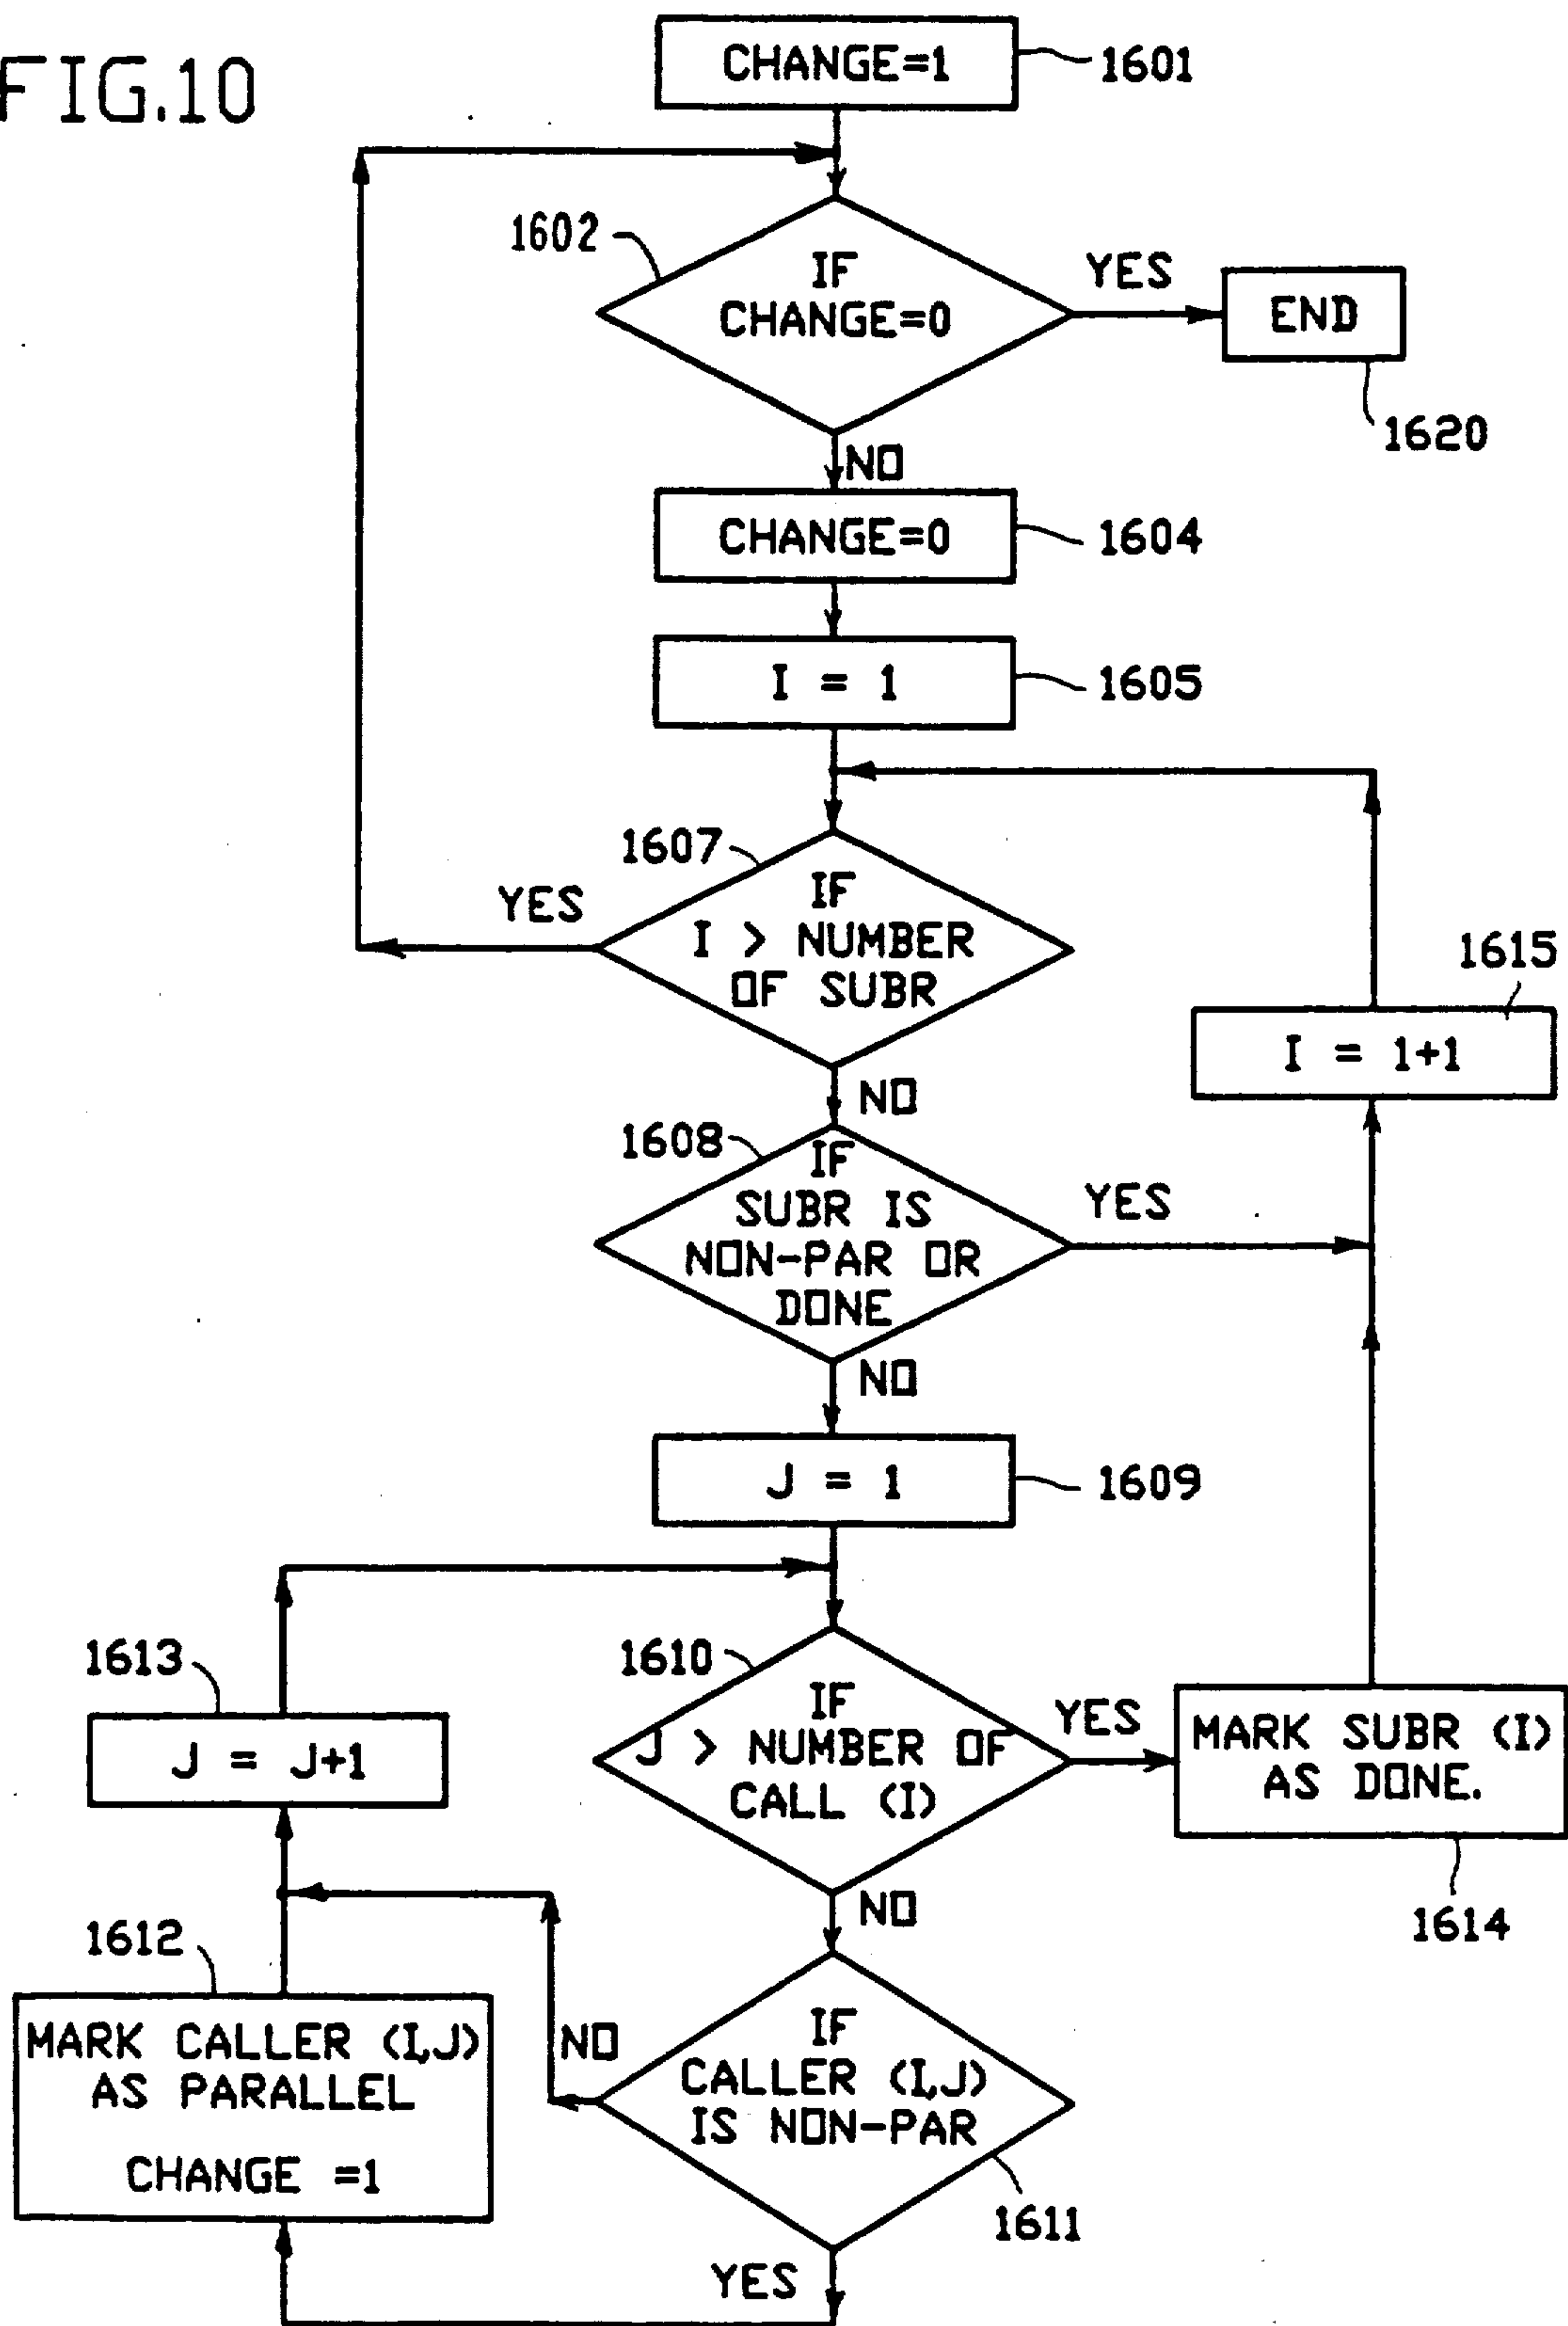 FIG.10
CHANGE=1
1601
1602
IF
CHANGE=0
YES
END
1620
NO
CHANGE=0
1604
I = 1
1605
1607
IF
I > NUMBER
OF SUBR
YES
1615
I = 1+1
NO
1608
IF
SUBR IS
NON-PAR OR
DONE
YES
NO
J = 1
1609
1613
J = J+1
1610
IF
J > NUMBER OF
CALL (I)
YES
MARK SUBR (I)
AS DONE.
1614
NO
1612
MARK CALLER (I,J)
AS PARALLEL
CHANGE =1
NO
IF
CALLER (I,J)
IS NON-PAR
1611
YES